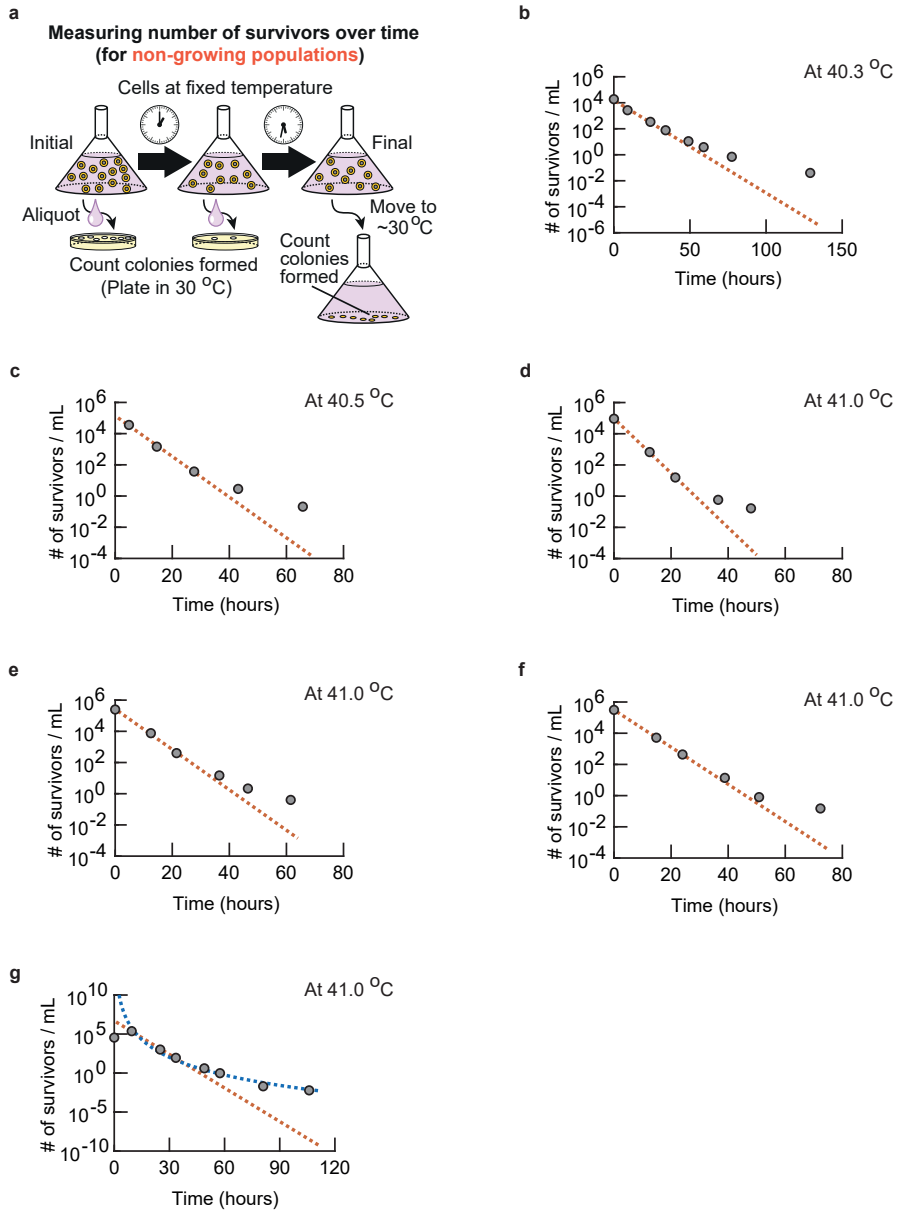 a
Measuring number of survivors over time
(for non-growing populations)
Cells at fixed temperature
Initial
Final
Aliquot
Move to
~30 °C
Count colonies formed
(Plate in 30 °C)
Count
colonies
formed
b
At 40.3 °C
# of survivors / mL
10^6
10^4
10^2
10^0
10^-2
10^-4
10^-6
0 50 100 150
Time (hours)
c
At 40.5 °C
# of survivors / mL
10^6
10^4
10^2
10^0
10^-2
10^-4
0 20 40 60 80
Time (hours)
d
At 41.0 °C
# of survivors / mL
10^6
10^4
10^2
10^0
10^-2
10^-4
0 20 40 60 80
Time (hours)
e
At 41.0 °C
# of survivors / mL
10^6
10^4
10^2
10^0
10^-2
10^-4
0 20 40 60 80
Time (hours)
f
At 41.0 °C
# of survivors / mL
10^6
10^4
10^2
10^0
10^-2
10^-4
0 20 40 60 80
Time (hours)
g
At 41.0 °C
# of survivors / mL
10^10
10^5
10^0
10^-5
10^-10
0 30 60 90 120
Time (hours)